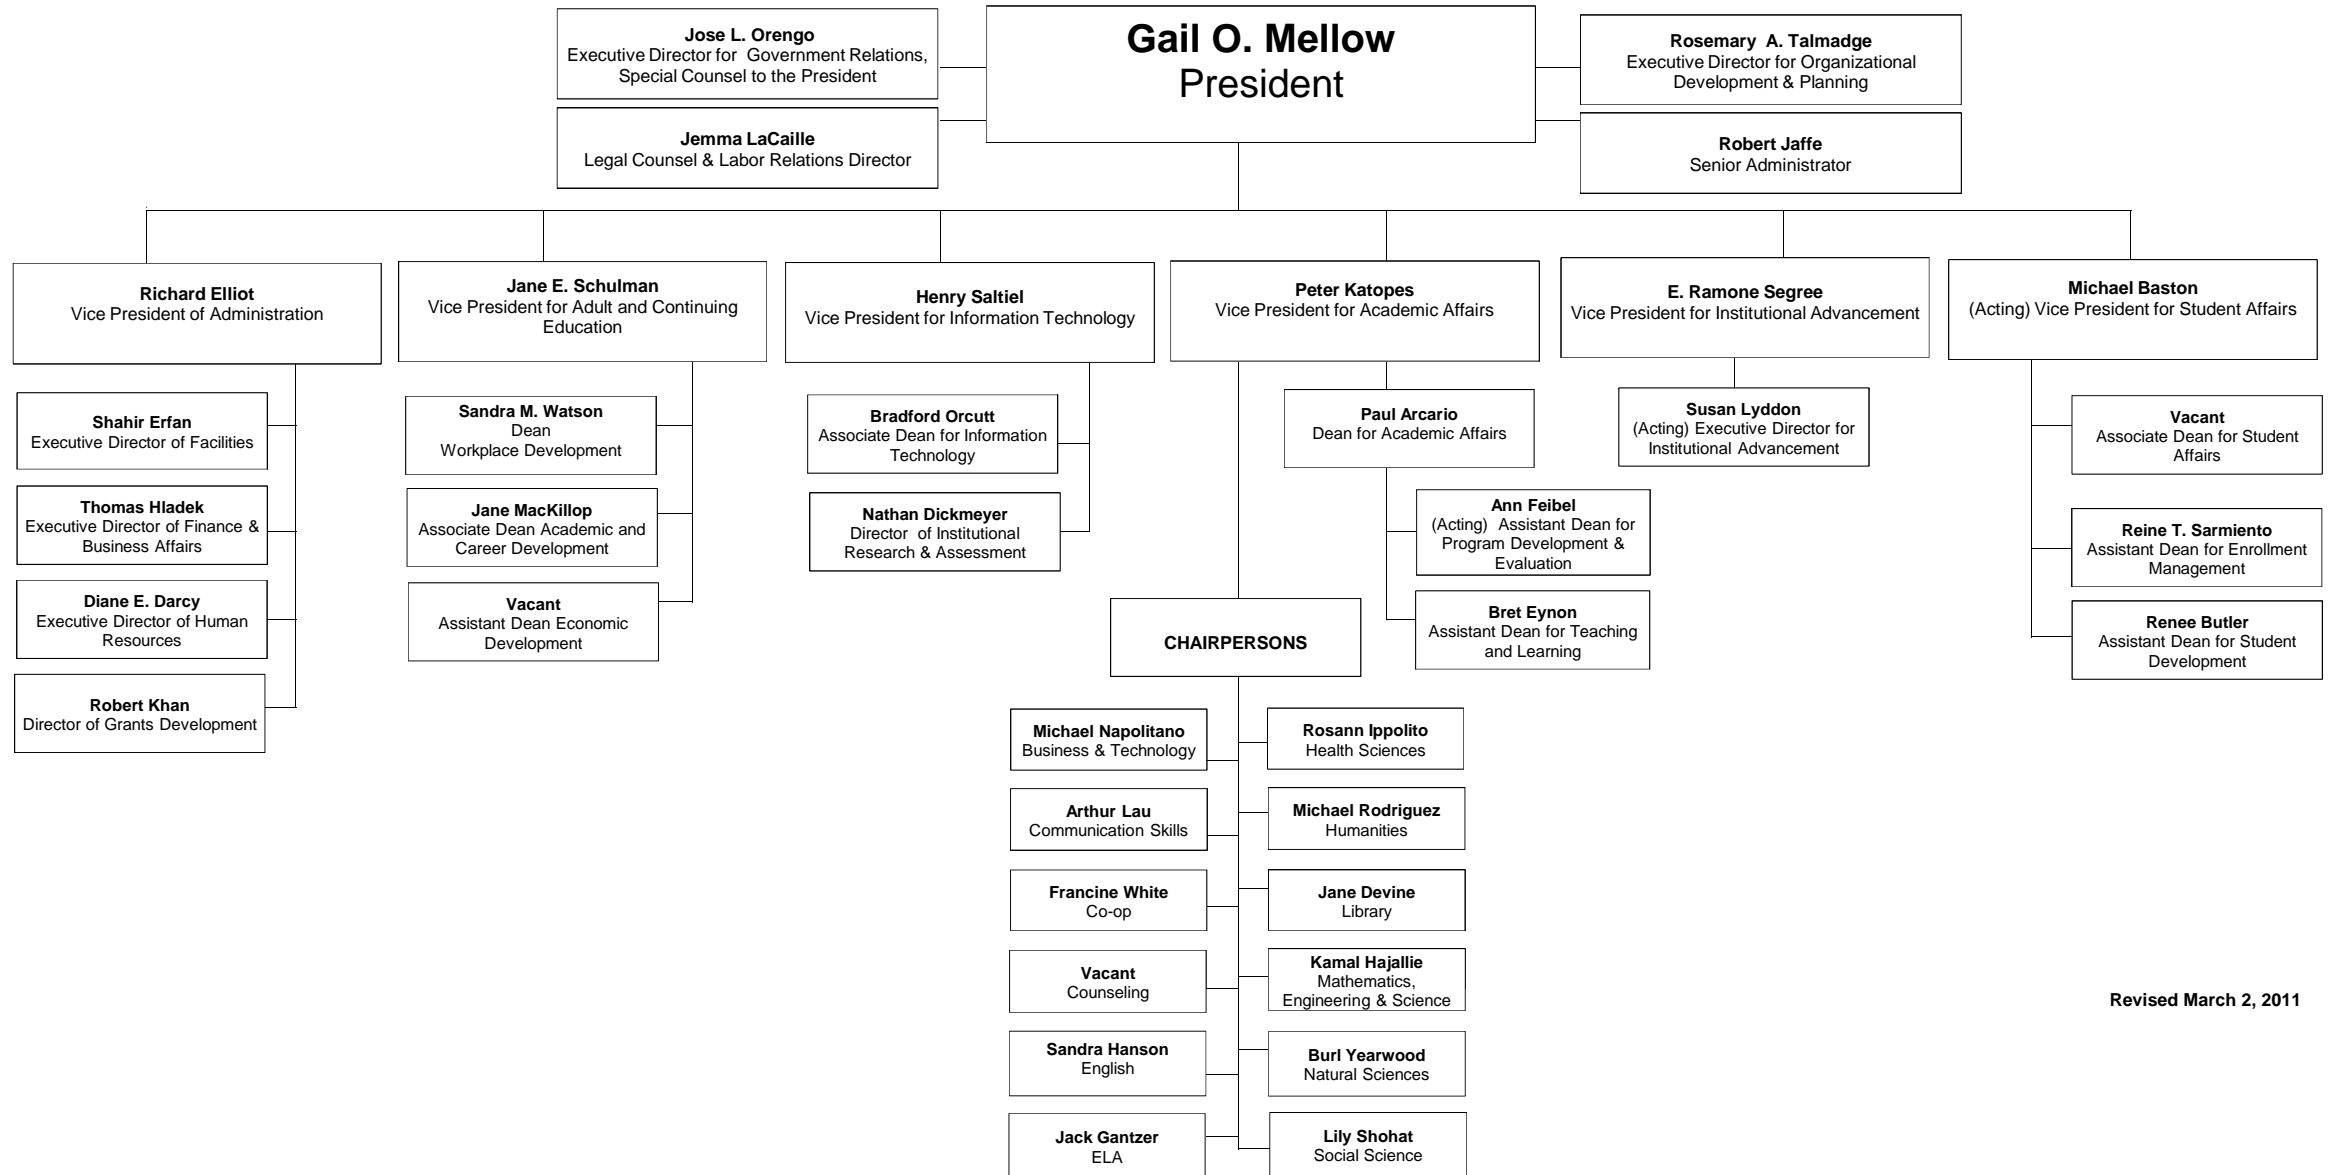 Jose L. Orengo
Executive Director for Government Relations,
Special Counsel to the President
Jemma LaCaille
Legal Counsel & Labor Relations Director
Gail O. Mellow
President
Rosemary A. Talmadge
Executive Director for Organizational
Development & Planning
Robert Jaffe
Senior Administrator
Richard Elliot
Vice President of Administration
Shahir Erfan
Executive Director of Facilities
Thomas Hladek
Executive Director of Finance &
Business Affairs
Diane E. Darcy
Executive Director of Human
Resources
Robert Khan
Director of Grants Development
Jane E. Schulman
Vice President for Adult and Continuing
Education
Sandra M. Watson
Dean
Workplace Development
Jane MacKillop
Associate Dean Academic and
Career Development
Vacant
Assistant Dean Economic
Development
Henry Saltiel
Vice President for Information Technology
Bradford Orcutt
Associate Dean for Information
Technology
Nathan Dickmeyer
Director of Institutional
Research & Assessment
Peter Katopes
Vice President for Academic Affairs
Paul Arcario
Dean for Academic Affairs
Ann Feibel
(Acting) Assistant Dean for
Program Development &
Evaluation
Bret Eynon
Assistant Dean for Teaching
and Learning
CHAIRPERSONS
Michael Napolitano
Business & Technology
Rosann Ippolito
Health Sciences
Arthur Lau
Communication Skills
Michael Rodriguez
Humanities
Francine White
Co-op
Jane Devine
Library
Vacant
Counseling
Kamal Hajallie
Mathematics,
Engineering & Science
Sandra Hanson
English
Burl Yearwood
Natural Sciences
Jack Gantzer
ELA
Lily Shohat
Social Science
E. Ramone Segree
Vice President for Institutional Advancement
Susan Lyddon
(Acting) Executive Director for
Institutional Advancement
Michael Baston
(Acting) Vice President for Student Affairs
Vacant
Associate Dean for Student
Affairs
Reine T. Sarmiento
Assistant Dean for Enrollment
Management
Renee Butler
Assistant Dean for Student
Development
Revised March 2, 2011